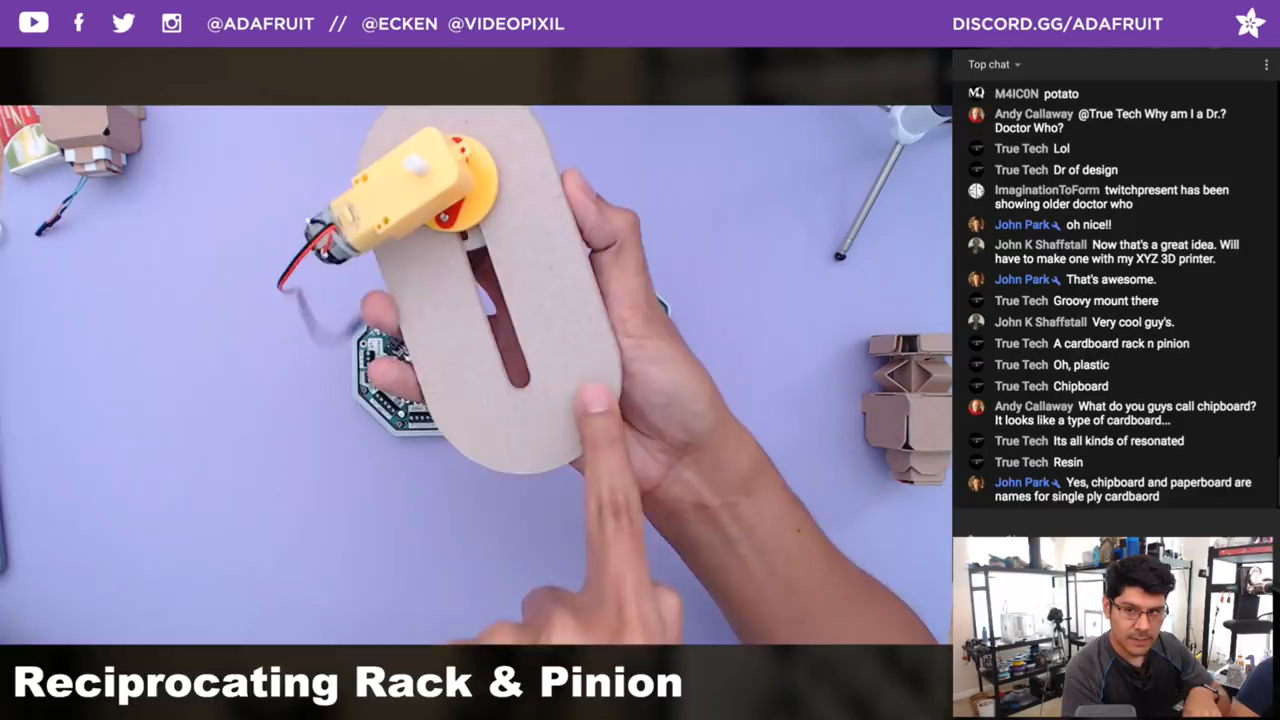 @ADAFRUIT // @ECKEN @VIDEOPIXIL
DISCORD.GG/ADAFRUIT
Top chat
M4IC0N potato
Andy Callaway @True Tech Why am I a Dr.?
Doctor Who?
True Tech Lol
True Tech Dr of design
ImaginationToForm twitchpresent has been
showing older doctor who
John Park oh nice!!
John K Shaffstall Now that's a great idea. Will
have to make one with my XYZ 3D printer.
John Park That's awesome.
True Tech Groovy mount there
John K Shaffstall Very cool guy's.
True Tech A cardboard rack n pinion
True Tech Oh, plastic
True Tech Chipboard
Andy Callaway What do you guys call chipboard?
It looks like a type of cardboard...
True Tech Its all kinds of resonated
True Tech Resin
John Park Yes, chipboard and paperboard are
names for single ply cardbaord
Reciprocating Rack & Pinion